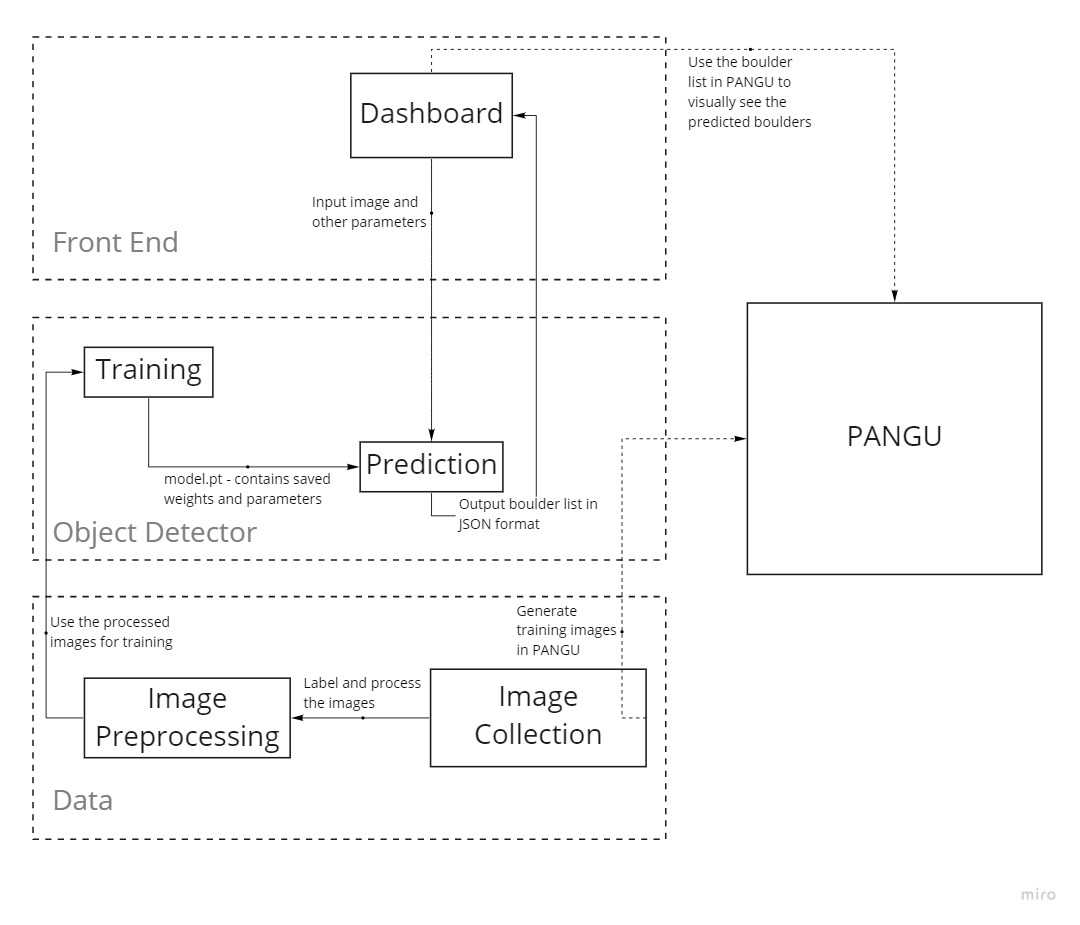 Use the boulder
list in PANGU to
visually see the
predicted boulders
Dashboard
Input image and
other parameters
Front End
Training
Prediction
model.pt - contains saved
weights and parameters
Output boulder list in
JSON format
Object Detector
PANGU
Generate
training images
in PANGU
Use the processed
images for training
Label and process
the images
Image
Preprocessing
Image
Collection
Data
miro